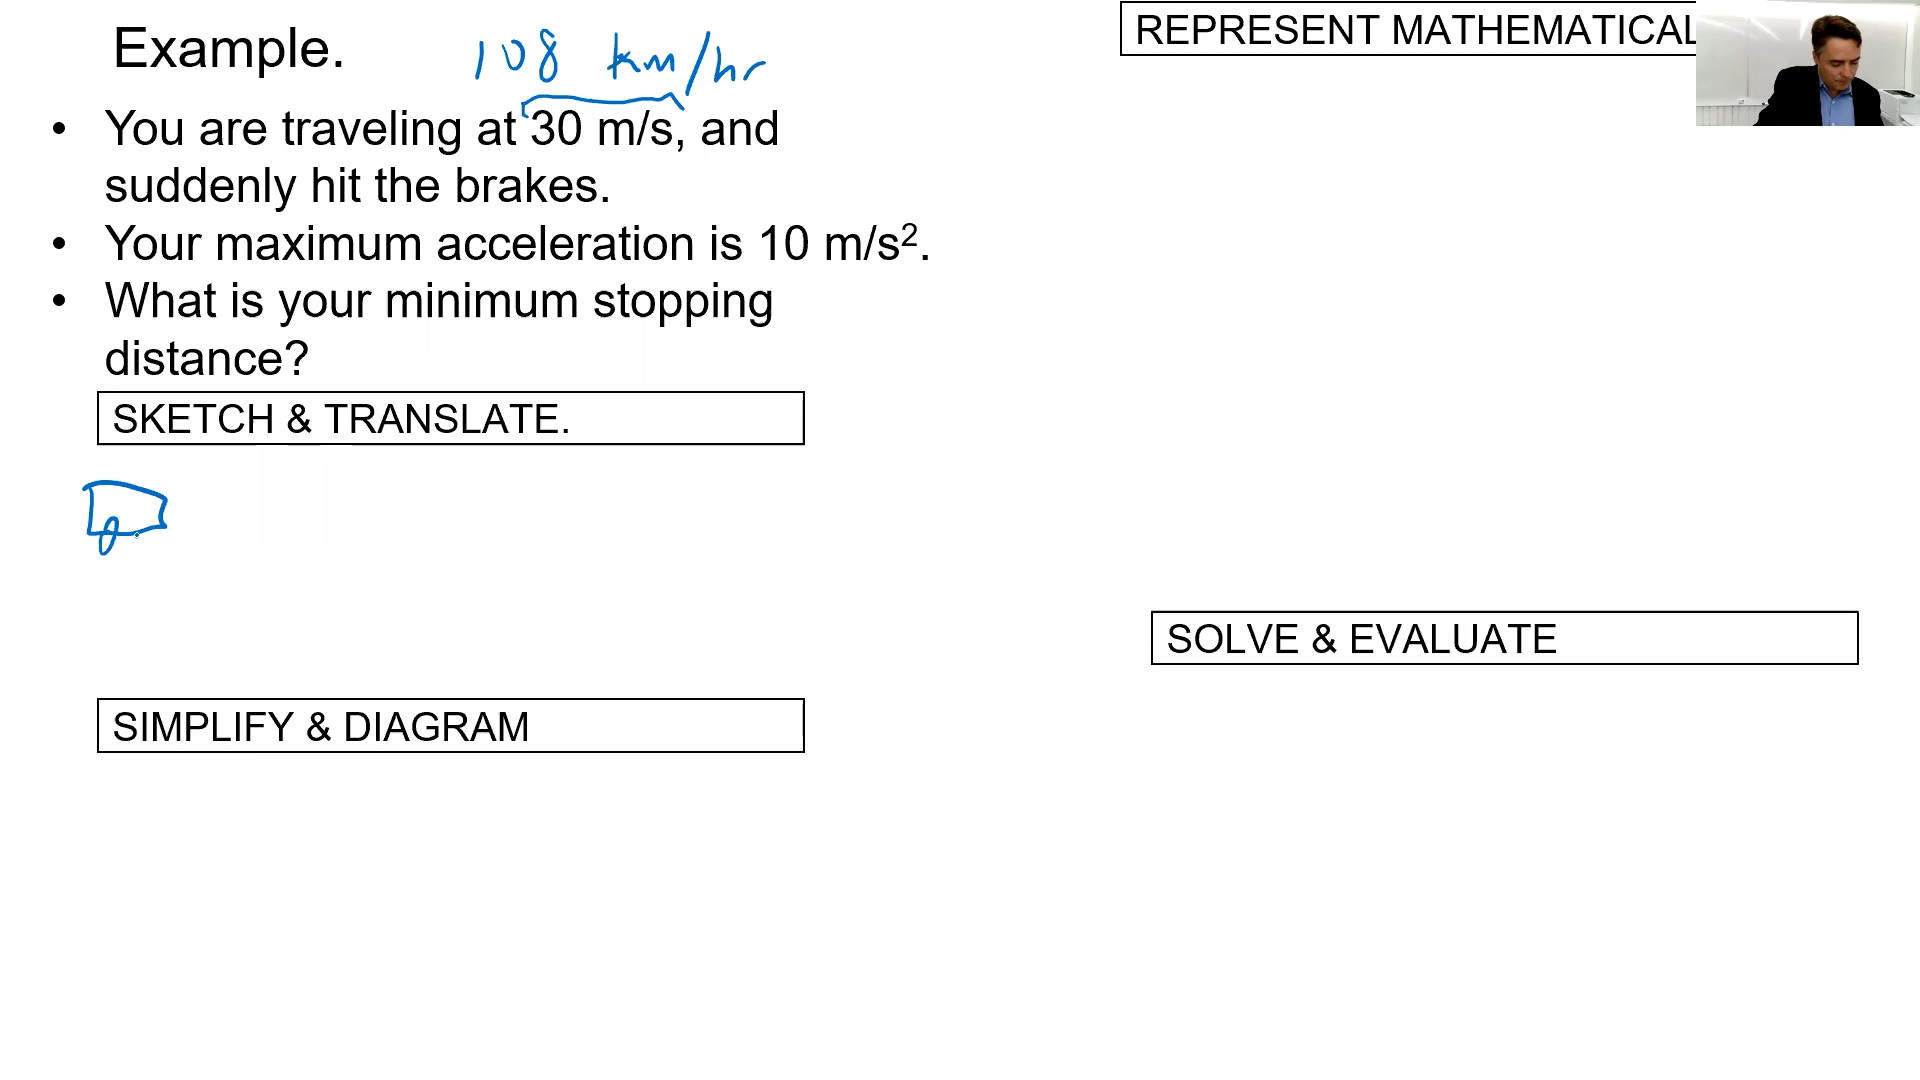 Example.
108 km/hr
• You are traveling at 30 m/s, and
suddenly hit the brakes.
• Your maximum acceleration is 10 m/s².
• What is your minimum stopping
distance?
SKETCH & TRANSLATE.
SIMPLIFY & DIAGRAM
REPRESENT MATHEMATICAL
SOLVE & EVALUATE